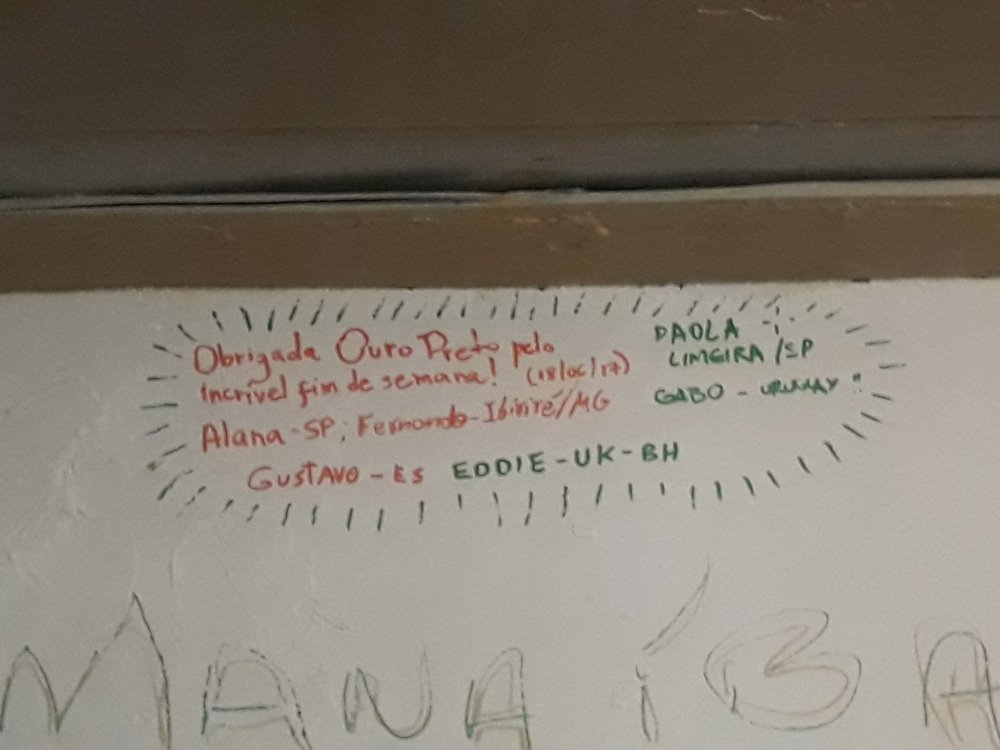 Obrigada Ouro Preto pelo
incrível fim de semana! (18/06/17)
Alana-SP; Fernando-Ibirité/MG
GUSTAVO-ES EDDIE-UK-BH
PAOLA
LIMEIRA/SP
GABO-URUGUAY
MANAÍBA